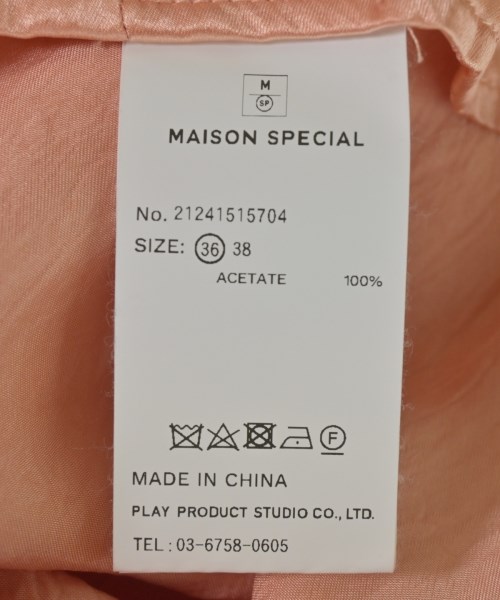 M
SP
MAISON SPECIAL
No. 21241515704
SIZE: 36 38
ACETATE 100%
F
MADE IN CHINA
PLAY PRODUCT STUDIO CO., LTD.
TEL : 03-6758-0605